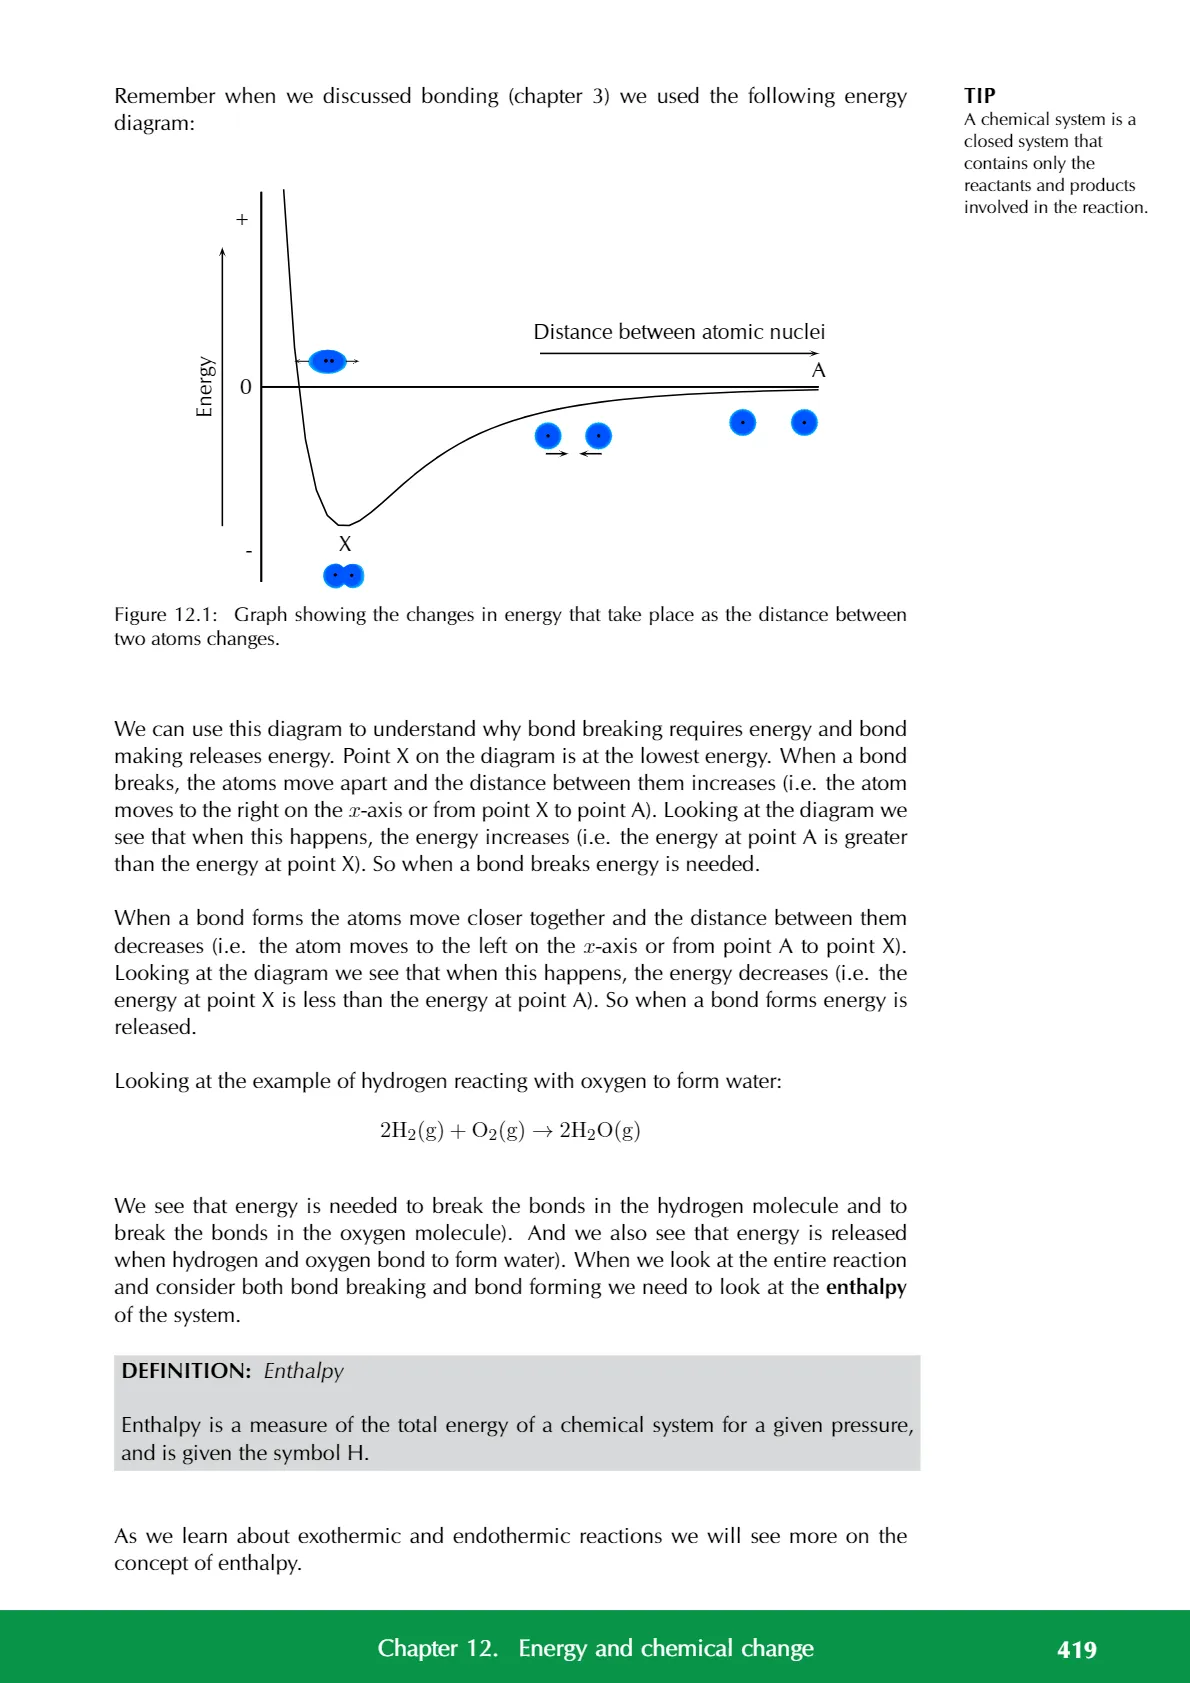 Remember when we discussed bonding (chapter 3) we used the following energy
diagram:
TIP
A chemical system is a
closed system that
contains only the
reactants and products
involved in the reaction.
+
Distance between atomic nuclei
A
Energy
0
-
X
Figure 12.1: Graph showing the changes in energy that take place as the distance between
two atoms changes.
We can use this diagram to understand why bond breaking requires energy and bond
making releases energy. Point X on the diagram is at the lowest energy. When a bond
breaks, the atoms move apart and the distance between them increases (i.e. the atom
moves to the right on the x-axis or from point X to point A). Looking at the diagram we
see that when this happens, the energy increases (i.e. the energy at point A is greater
than the energy at point X). So when a bond breaks energy is needed.
When a bond forms the atoms move closer together and the distance between them
decreases (i.e. the atom moves to the left on the x-axis or from point A to point X).
Looking at the diagram we see that when this happens, the energy decreases (i.e. the
energy at point X is less than the energy at point A). So when a bond forms energy is
released.
Looking at the example of hydrogen reacting with oxygen to form water:
2H₂(g) + O₂(g) → 2H₂O(g)
We see that energy is needed to break the bonds in the hydrogen molecule and to
break the bonds in the oxygen molecule). And we also see that energy is released
when hydrogen and oxygen bond to form water). When we look at the entire reaction
and consider both bond breaking and bond forming we need to look at the enthalpy
of the system.
DEFINITION: Enthalpy
Enthalpy is a measure of the total energy of a chemical system for a given pressure,
and is given the symbol H.
As we learn about exothermic and endothermic reactions we will see more on the
concept of enthalpy.
Chapter 12. Energy and chemical change
419